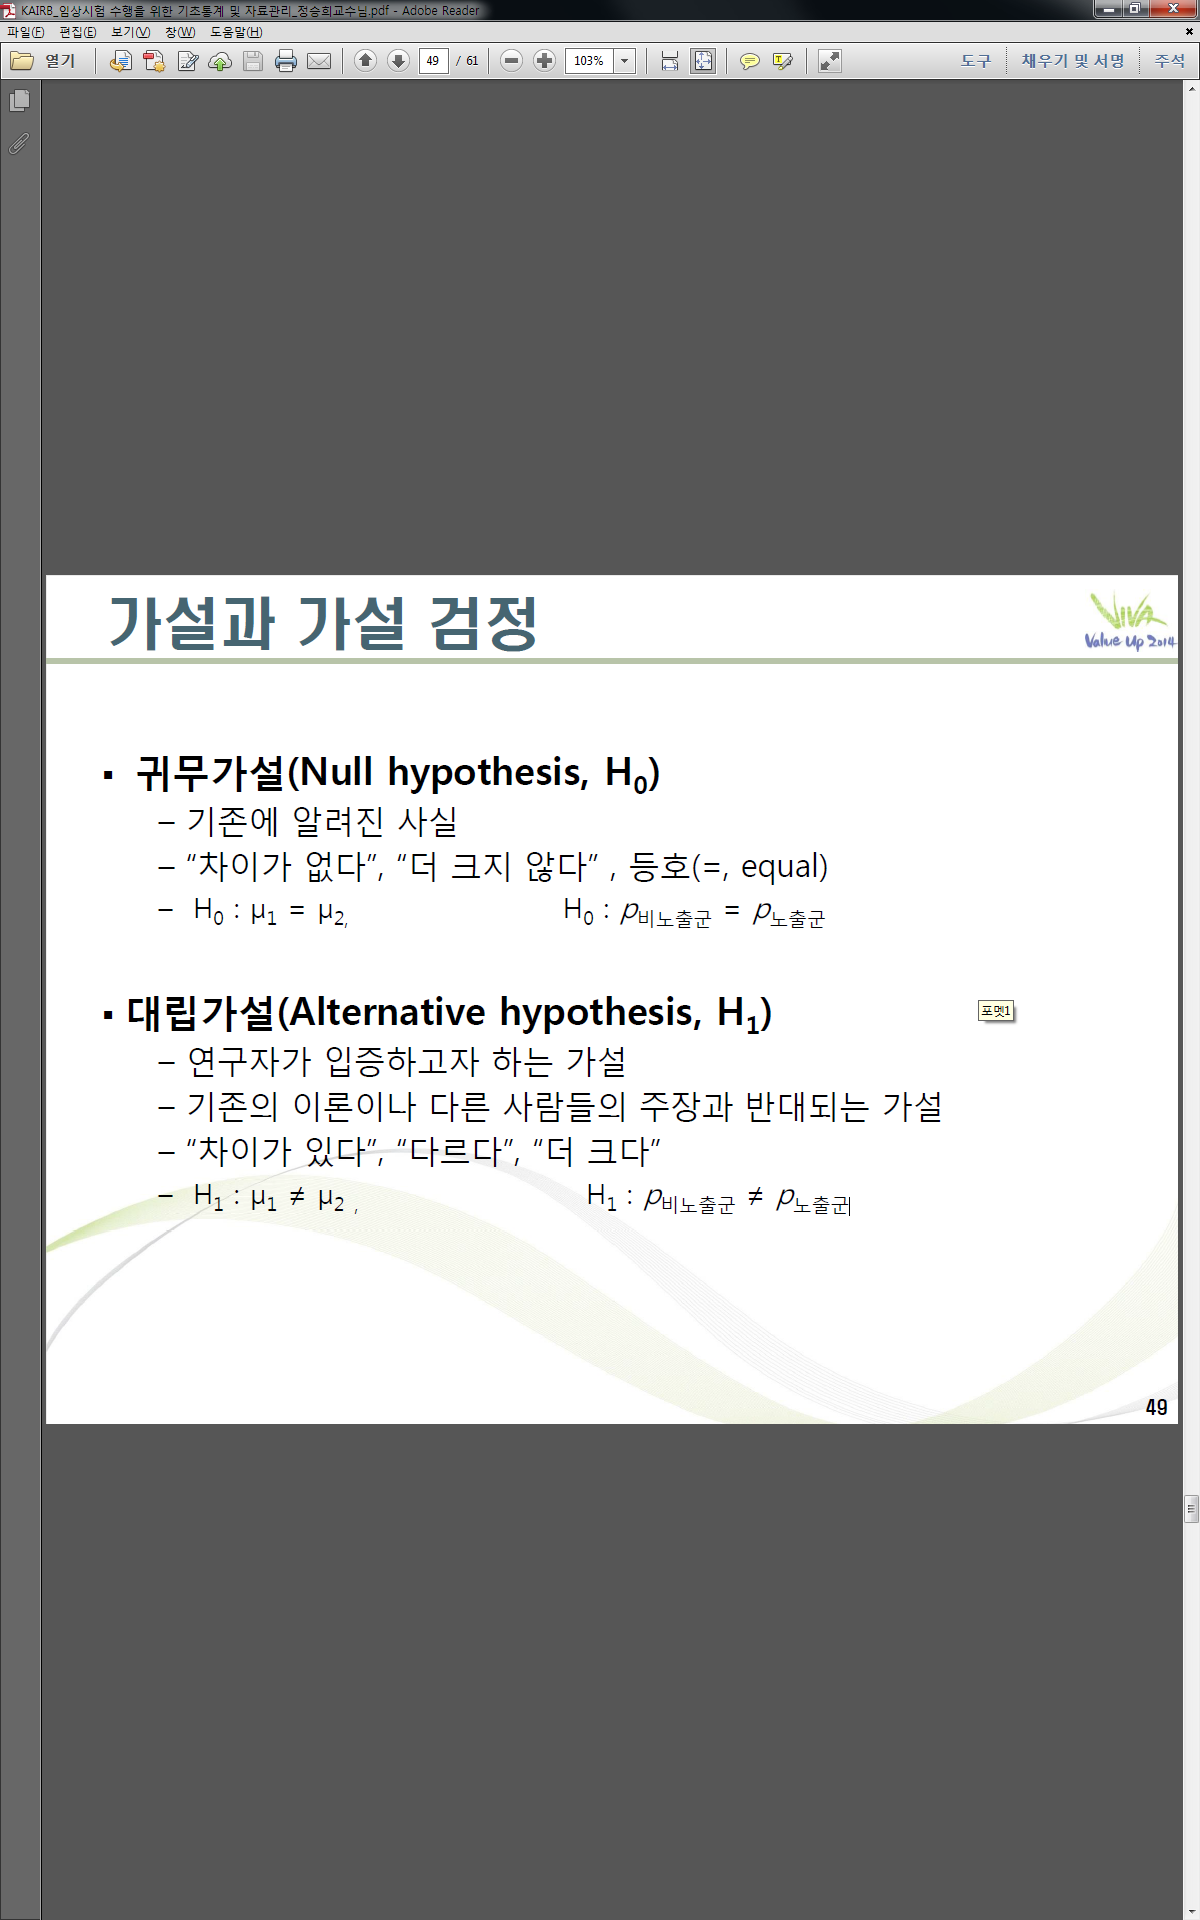 KAIRB_임상시험 수행을 위한 기초통계 및 자료관리_정승희교수님.pdf - Adobe Reader
파일(F) 편집(E) 보기(V) 창(W) 도움말(H)
열기 49 / 61 103% 도구 채우기 및 서명 주석
가설과 가설 검정
VIVA
Value Up 2014
▪ 귀무가설(Null hypothesis, H₀)
– 기존에 알려진 사실
– “차이가 없다”, “더 크지 않다” , 등호(=, equal)
– H₀ : μ₁ = μ₂, H₀ : p비노출군 = p노출군
▪ 대립가설(Alternative hypothesis, H₁)
포멧1
– 연구자가 입증하고자 하는 가설
– 기존의 이론이나 다른 사람들의 주장과 반대되는 가설
– “차이가 있다”, “다르다”, “더 크다”
– H₁ : μ₁ ≠ μ₂ , H₁ : p비노출군 ≠ p노출군
49